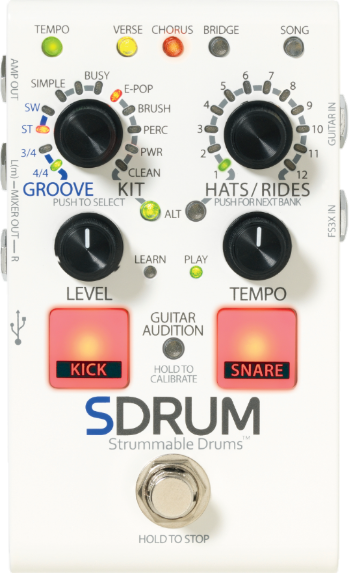 TEMPO VERSE CHORUS BRIDGE SONG
AMP OUT
BUSY
SIMPLE E-POP
SW BRUSH
ST PERC
3/4 PWR
4/4 CLEAN
GROOVE KIT
PUSH TO SELECT
ALT
1 2 3 4 5 6 7 8 9 10 11 12
HATS/RIDES
PUSH FOR NEXT BANK
GUITAR IN
L(m)—MIXER OUT—R
FS3X IN
LEARN PLAY
LEVEL TEMPO
GUITAR
AUDITION
HOLD TO
CALIBRATE
KICK SNARE
SDRUM
Strummable Drums™
HOLD TO STOP